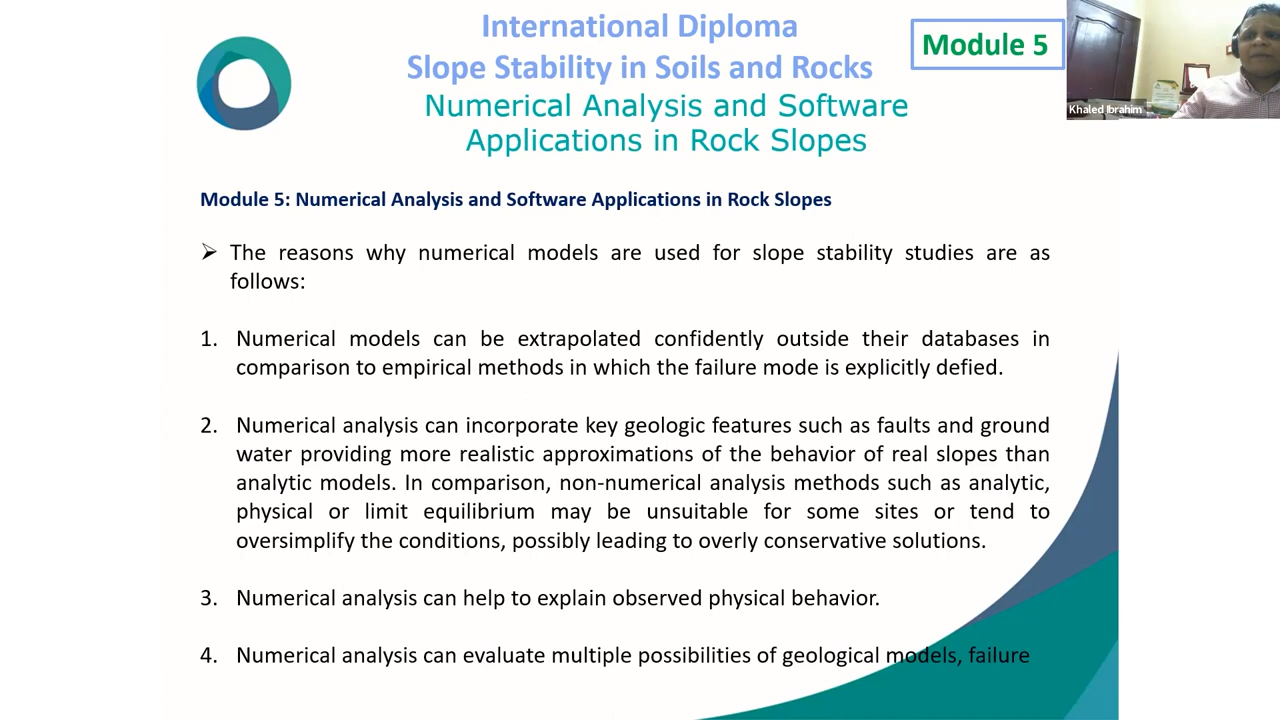 International Diploma
Slope Stability in Soils and Rocks
Numerical Analysis and Software
Applications in Rock Slopes
Module 5
Khaled Ibrahim
Module 5: Numerical Analysis and Software Applications in Rock Slopes
➢ The reasons why numerical models are used for slope stability studies are as
follows:
1. Numerical models can be extrapolated confidently outside their databases in
comparison to empirical methods in which the failure mode is explicitly defied.
2. Numerical analysis can incorporate key geologic features such as faults and ground
water providing more realistic approximations of the behavior of real slopes than
analytic models. In comparison, non-numerical analysis methods such as analytic,
physical or limit equilibrium may be unsuitable for some sites or tend to
oversimplify the conditions, possibly leading to overly conservative solutions.
3. Numerical analysis can help to explain observed physical behavior.
4. Numerical analysis can evaluate multiple possibilities of geological models, failure